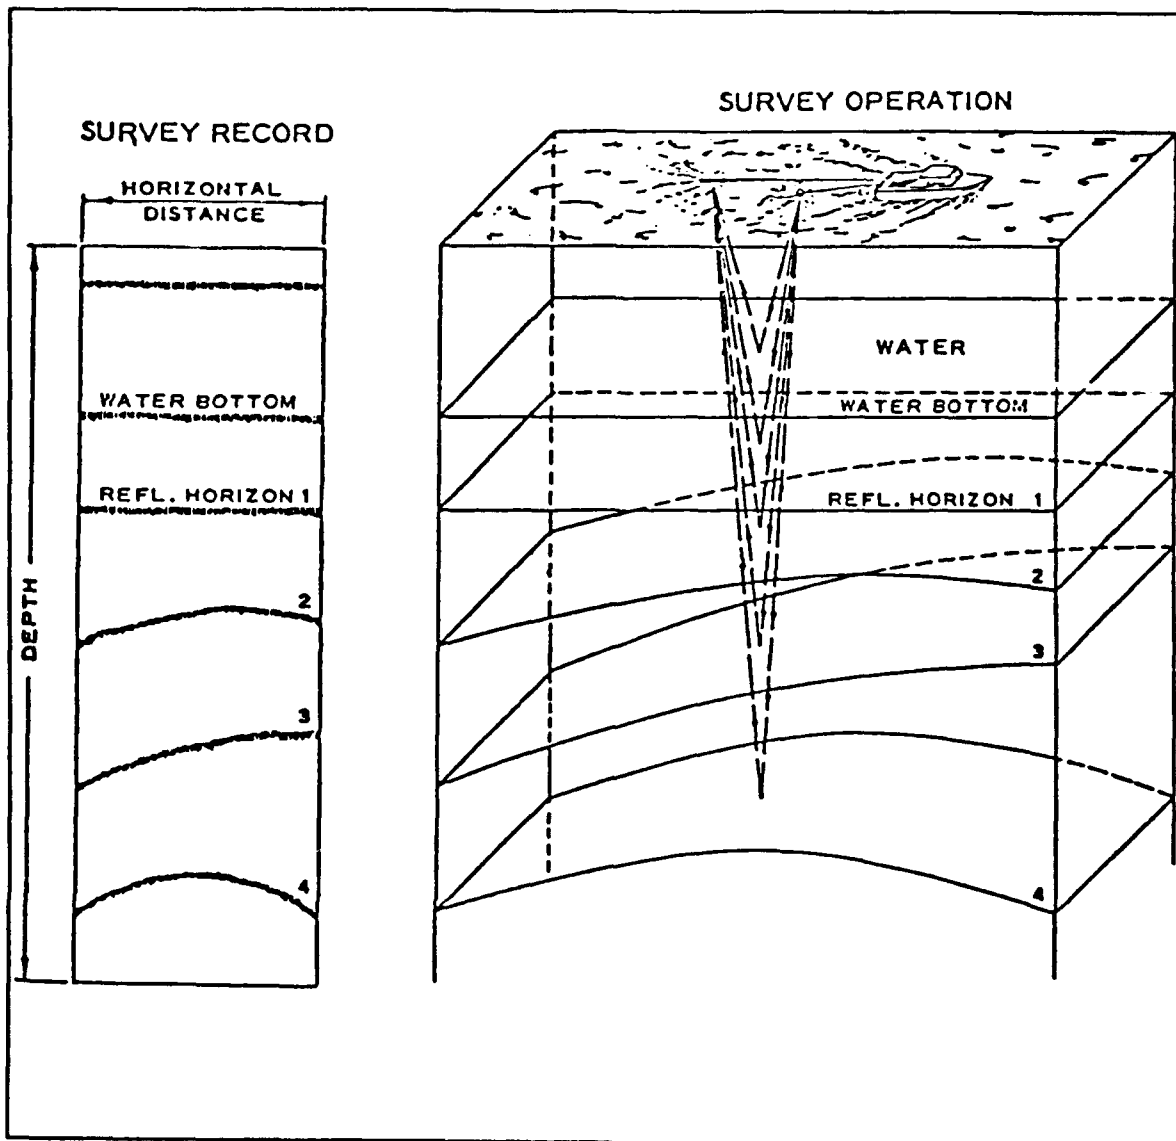 SURVEY RECORD
HORIZONTAL
DISTANCE
DEPTH
WATER BOTTOM
REFL. HORIZON 1
2
3
4
SURVEY OPERATION
WATER
WATER BOTTOM
REFL. HORIZON 1
2
3
4